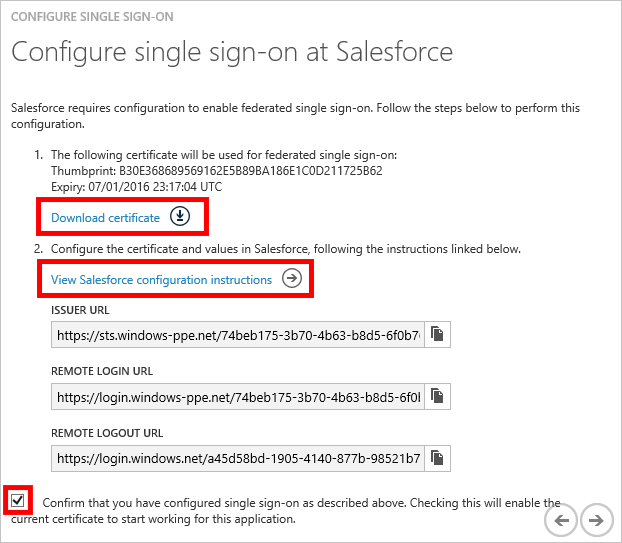 CONFIGURE SINGLE SIGN-ON
Configure single sign-on at Salesforce
Salesforce requires configuration to enable federated single sign-on. Follow the steps below to perform this
configuration.
1. The following certificate will be used for federated single sign-on:
Thumbprint: B30E368689569162E5B89BA186E1C0D211725B62
Expiry: 07/01/2016 23:17:04 UTC
Download certificate
2. Configure the certificate and values in Salesforce, following the instructions linked below.
View Salesforce configuration instructions
ISSUER URL
https://sts.windows-ppe.net/74beb175-3b70-4b63-b8d5-6f0b7
REMOTE LOGIN URL
https://login.windows-ppe.net/74beb175-3b70-4b63-b8d5-6f0
REMOTE LOGOUT URL
https://login.windows.net/a45d58bd-1905-4140-877b-98521b7
Confirm that you have configured single sign-on as described above. Checking this will enable the
current certificate to start working for this application.